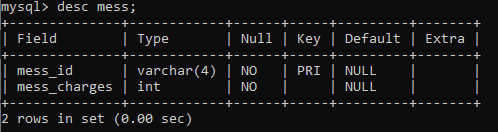 mysql> desc mess;
+--------------+------------+------+-----+---------+-------+
| Field        | Type       | Null | Key | Default | Extra |
+--------------+------------+------+-----+---------+-------+
| mess_id      | varchar(4) | NO   | PRI | NULL    |       |
| mess_charges | int        | NO   |     | NULL    |       |
+--------------+------------+------+-----+---------+-------+
2 rows in set (0.00 sec)